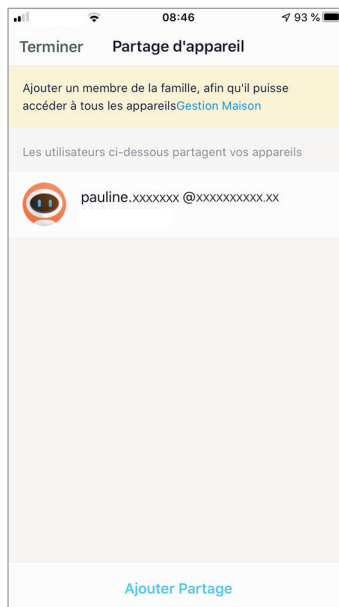 08:46
93 %
Terminer Partage d'appareil
Ajouter un membre de la famille, afin qu'il puisse
accéder à tous les appareilsGestion Maison
Les utilisateurs ci-dessous partagent vos appareils
pauline.xxxxxxx @xxxxxxxxxx.xx
Ajouter Partage